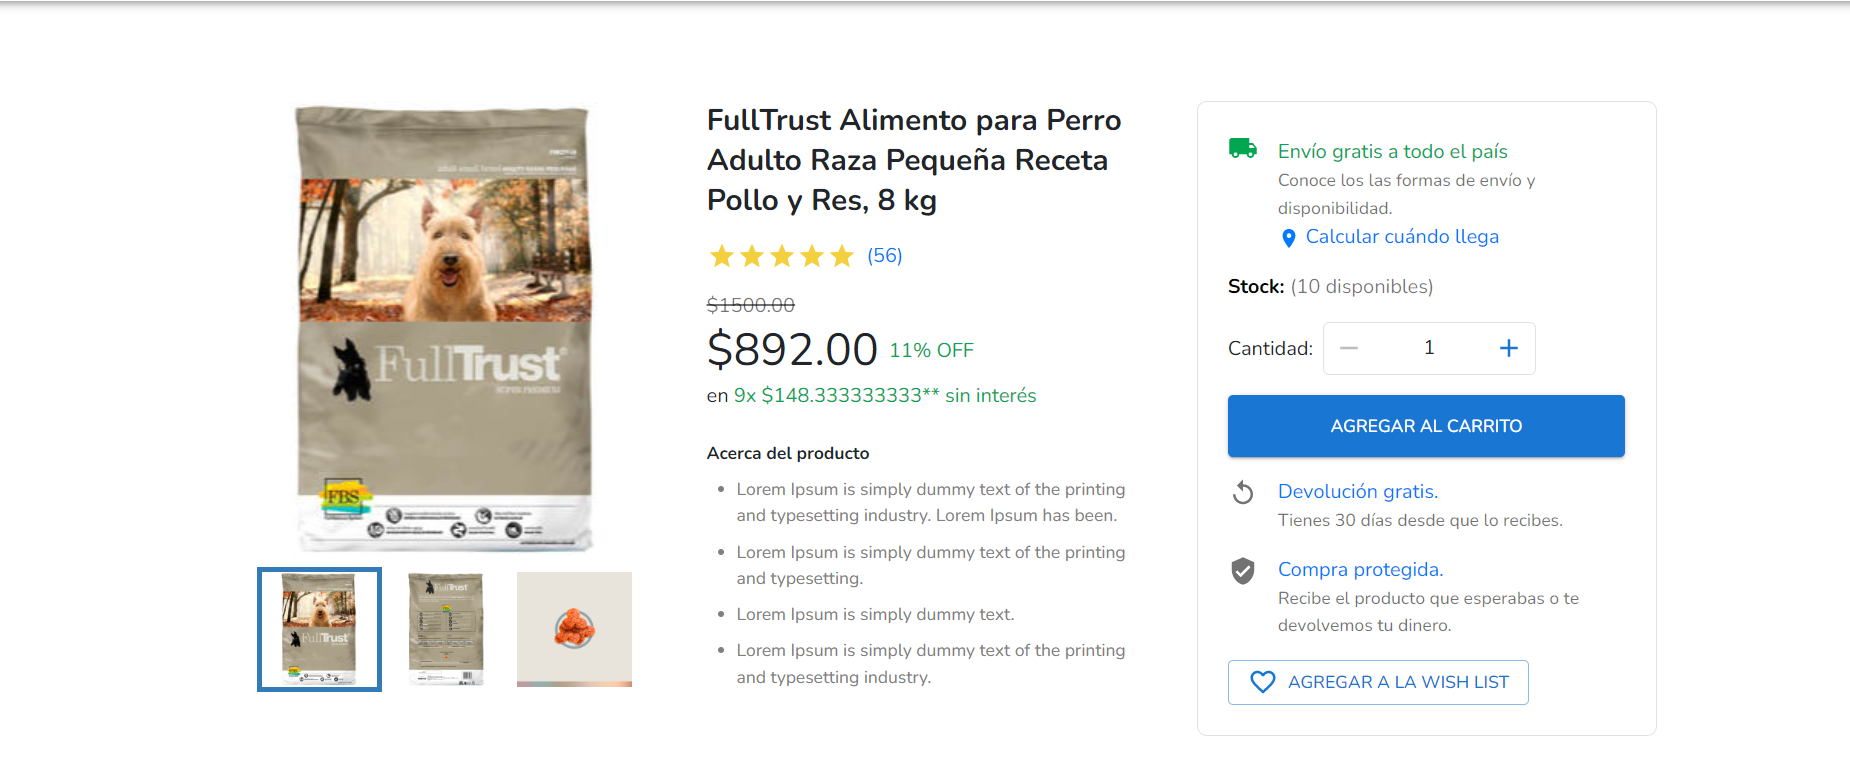 FullTrust Alimento para Perro
Adulto Raza Pequeña Receta
Pollo y Res, 8 kg
(56)
$1500.00
$892.00 11% OFF
en 9x $148.333333333** sin interés
Acerca del producto
Lorem Ipsum is simply dummy text of the printing
and typesetting industry. Lorem Ipsum has been.
Lorem Ipsum is simply dummy text of the printing
and typesetting.
Lorem Ipsum is simply dummy text.
Lorem Ipsum is simply dummy text of the printing
and typesetting industry.
Envío gratis a todo el país
Conoce los las formas de envío y
disponibilidad.
Calcular cuándo llega
Stock: (10 disponibles)
Cantidad: 1
AGREGAR AL CARRITO
Devolución gratis.
Tienes 30 días desde que lo recibes.
Compra protegida.
Recibe el producto que esperabas o te
devolvemos tu dinero.
AGREGAR A LA WISH LIST
FullTrust
SUPER PREMIUM
FBS
FullTrust
FullTrust